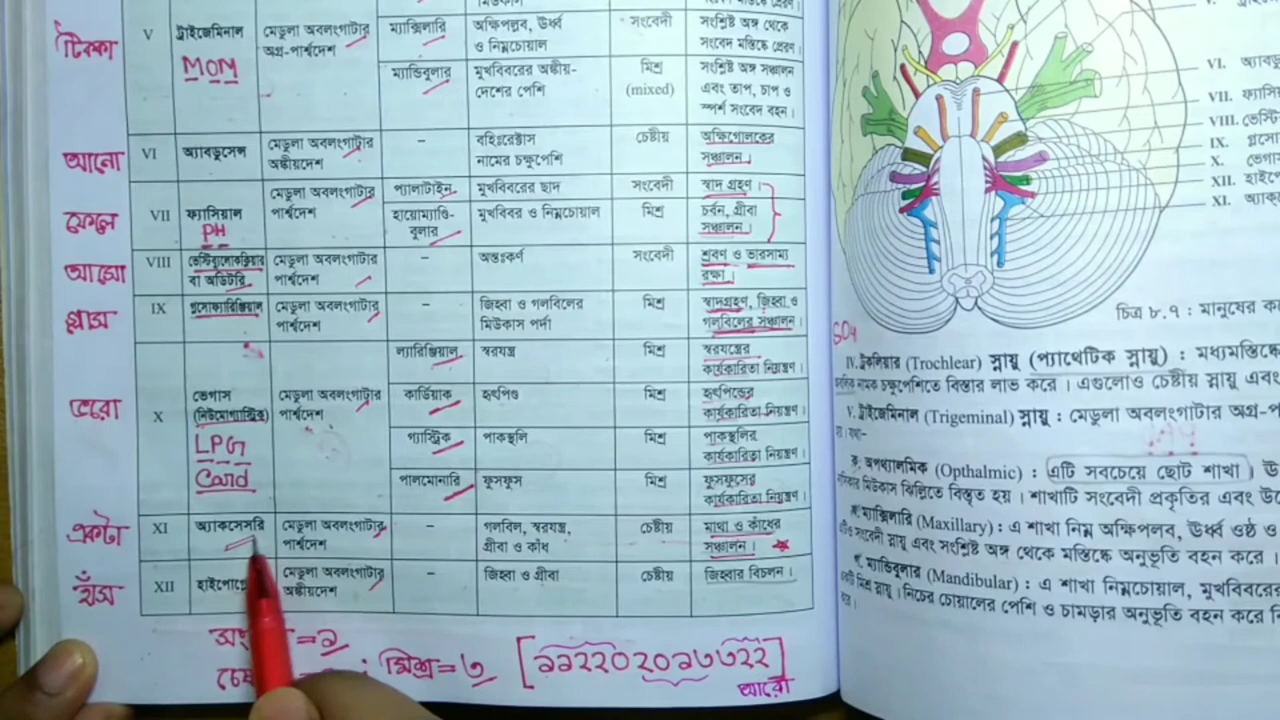 V ট্রাইজেমিনাল মেডুলা অবলংগাটার অগ্র-পার্শ্বদেশ
MOM
টিক্কা
ম্যাক্সিলারি অক্ষিপল্লব, ঊর্ধ্ব ও নিম্নচোয়াল সংবেদী সংশ্লিষ্ট অঙ্গ থেকে সংবেদ মস্তিষ্কে প্রেরণ।
ম্যান্ডিবুলার মুখবিবরের অঙ্কীয়-দেশের পেশি মিশ্র (mixed) সংশ্লিষ্ট অঙ্গ সঞ্চালন এবং তাপ, চাপ ও স্পর্শ সংবেদ বহন।
আনো
VI অ্যাবডুসেন্স মেডুলা অবলংগাটার অঙ্কীয়দেশ – বহিঃরেক্টাস নামের চক্ষুপেশি চেষ্টীয় অক্ষিগোলকের সঞ্চালন।
ফেলে
VII ফ্যাসিয়াল মেডুলা অবলংগাটার পার্শ্বদেশ
PH
প্যালাটাইন মুখবিবরের ছাদ সংবেদী স্বাদ গ্রহণ।
হায়োম্যান্ডি-বুলার মুখবিবর ও নিম্নচোয়াল মিশ্র চর্বন, গ্রীবা সঞ্চালন।
আসো
VIII ভেস্টিব্যুলোকক্লিয়ার বা অডিটরি মেডুলা অবলংগাটার পার্শ্বদেশ – অন্তঃকর্ণ সংবেদী শ্রবণ ও ভারসাম্য রক্ষা।
গ্লাস
IX গ্লসোফ্যারিঞ্জিয়াল মেডুলা অবলংগাটার পার্শ্বদেশ – জিহ্বা ও গলবিলের মিউকাস পর্দা মিশ্র স্বাদগ্রহণ, জিহ্বা ও গলবিলের সঞ্চালন।
ভেরো
X ভেগাস (নিউমোগ্যাস্ট্রিক) মেডুলা অবলংগাটার পার্শ্বদেশ
LPG
Card
ল্যারিঞ্জিয়াল স্বরযন্ত্র মিশ্র স্বরযন্ত্রের কার্যকারিতা নিয়ন্ত্রণ।
কার্ডিয়াক হৃৎপিণ্ড মিশ্র হৃৎপিন্ডের কার্যকারিতা নিয়ন্ত্রণ।
গ্যাস্ট্রিক পাকস্থলি মিশ্র পাকস্থলির কার্যকারিতা নিয়ন্ত্রণ।
পালমোনারি ফুসফুস মিশ্র ফুসফুসের কার্যকারিতা নিয়ন্ত্রণ।
একটা
XI অ্যাকসেসরি মেডুলা অবলংগাটার পার্শ্বদেশ – গলবিল, স্বরযন্ত্র, গ্রীবা ও কাঁধ চেষ্টীয় মাথা ও কাঁধের সঞ্চালন।
হাঁস
XII মেডুলা অবলংগাটার অঙ্কীয়দেশ – জিহ্বা ও গ্রীবা চেষ্টীয় জিহ্বার বিচলন।
=১
; মিশ্র=৩ [১১২২০২০১৩৩২২]
আরো
VI. অ্যাবডু
VII. ফ্যাসিয়
VIII. ভেস্টি
IX. গ্লসো
X. ভেগা
XII. হাইপো
XI. অ্যাক
চিত্র ৮.৭ : মানুষের
SO4
IV. ট্রকলিয়ার (Trochlear) স্নায়ু (প্যাথেটিক স্নায়ু) : মধ্যমস্তিষ্কে
নামক চক্ষুপেশিতে বিস্তার লাভ করে। এগুলোও চেষ্টীয় স্নায়ু এবং
V. ট্রাইজেমিনাল (Trigeminal) স্নায়ু : মেডুলা অবলংগাটার অগ্র-প
যথা–
ক. অপথ্যালমিক (Opthalmic) : এটি সবচেয়ে ছোট শাখা। উ
মিউকাস ঝিল্লিতে বিস্তৃত হয়। শাখাটি সংবেদী প্রকৃতির এবং
ম্যাক্সিলারি (Maxillary) : এ শাখা নিম্ন অক্ষিপল্লব, ঊর্ধ্ব ওষ্ঠ ও
সংবেদী স্নায়ু এবং সংশ্লিষ্ট অঙ্গ থেকে মস্তিষ্কে অনুভূতি বহন করে।
ম্যান্ডিবুলার (Mandibular) : এ শাখা নিম্নচোয়াল, মুখবিবরের
মিশ্র স্নায়ু। নিচের চোয়ালের পেশি ও চামড়ার অনুভূতি বহন করে